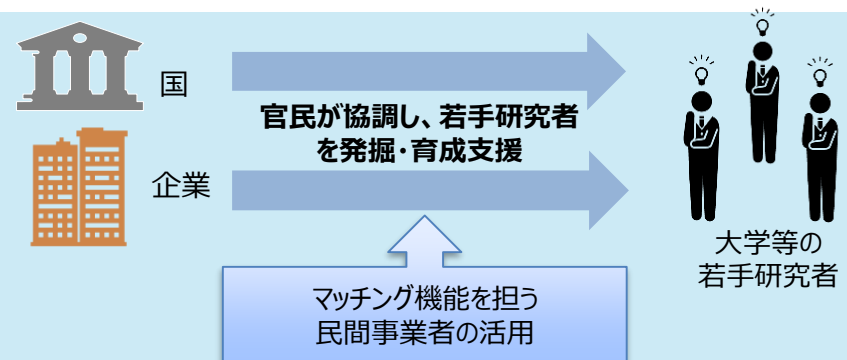 国
官民が協調し、若手研究者
を発掘・育成支援
企業
大学等の
若手研究者
マッチング機能を担う
民間事業者の活用